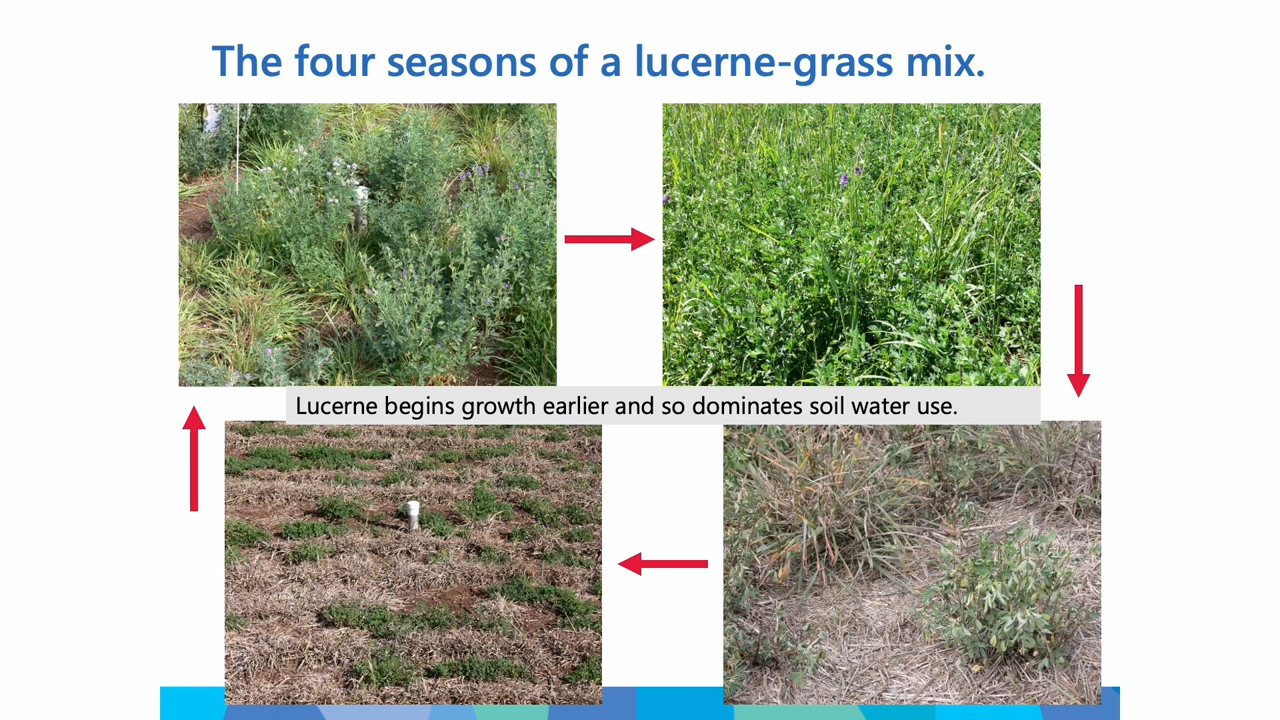 The four seasons of a lucerne-grass mix.
Lucerne begins growth earlier and so dominates soil water use.